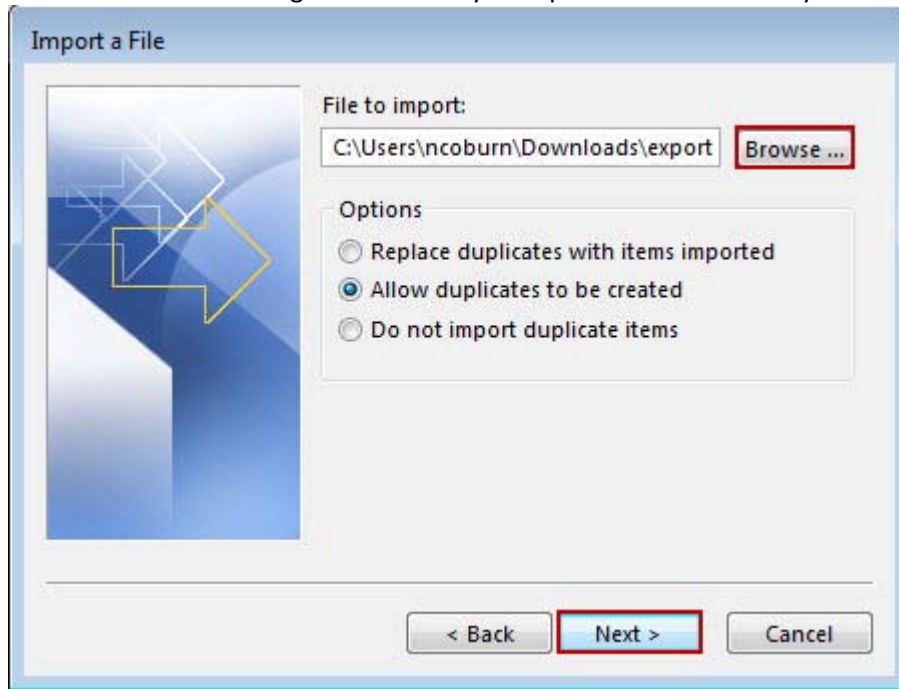 Import a File
File to import:
C:\Users\ncoburn\Downloads\export
Browse ...
Options
Replace duplicates with items imported
Allow duplicates to be created
Do not import duplicate items
< Back
Next >
Cancel